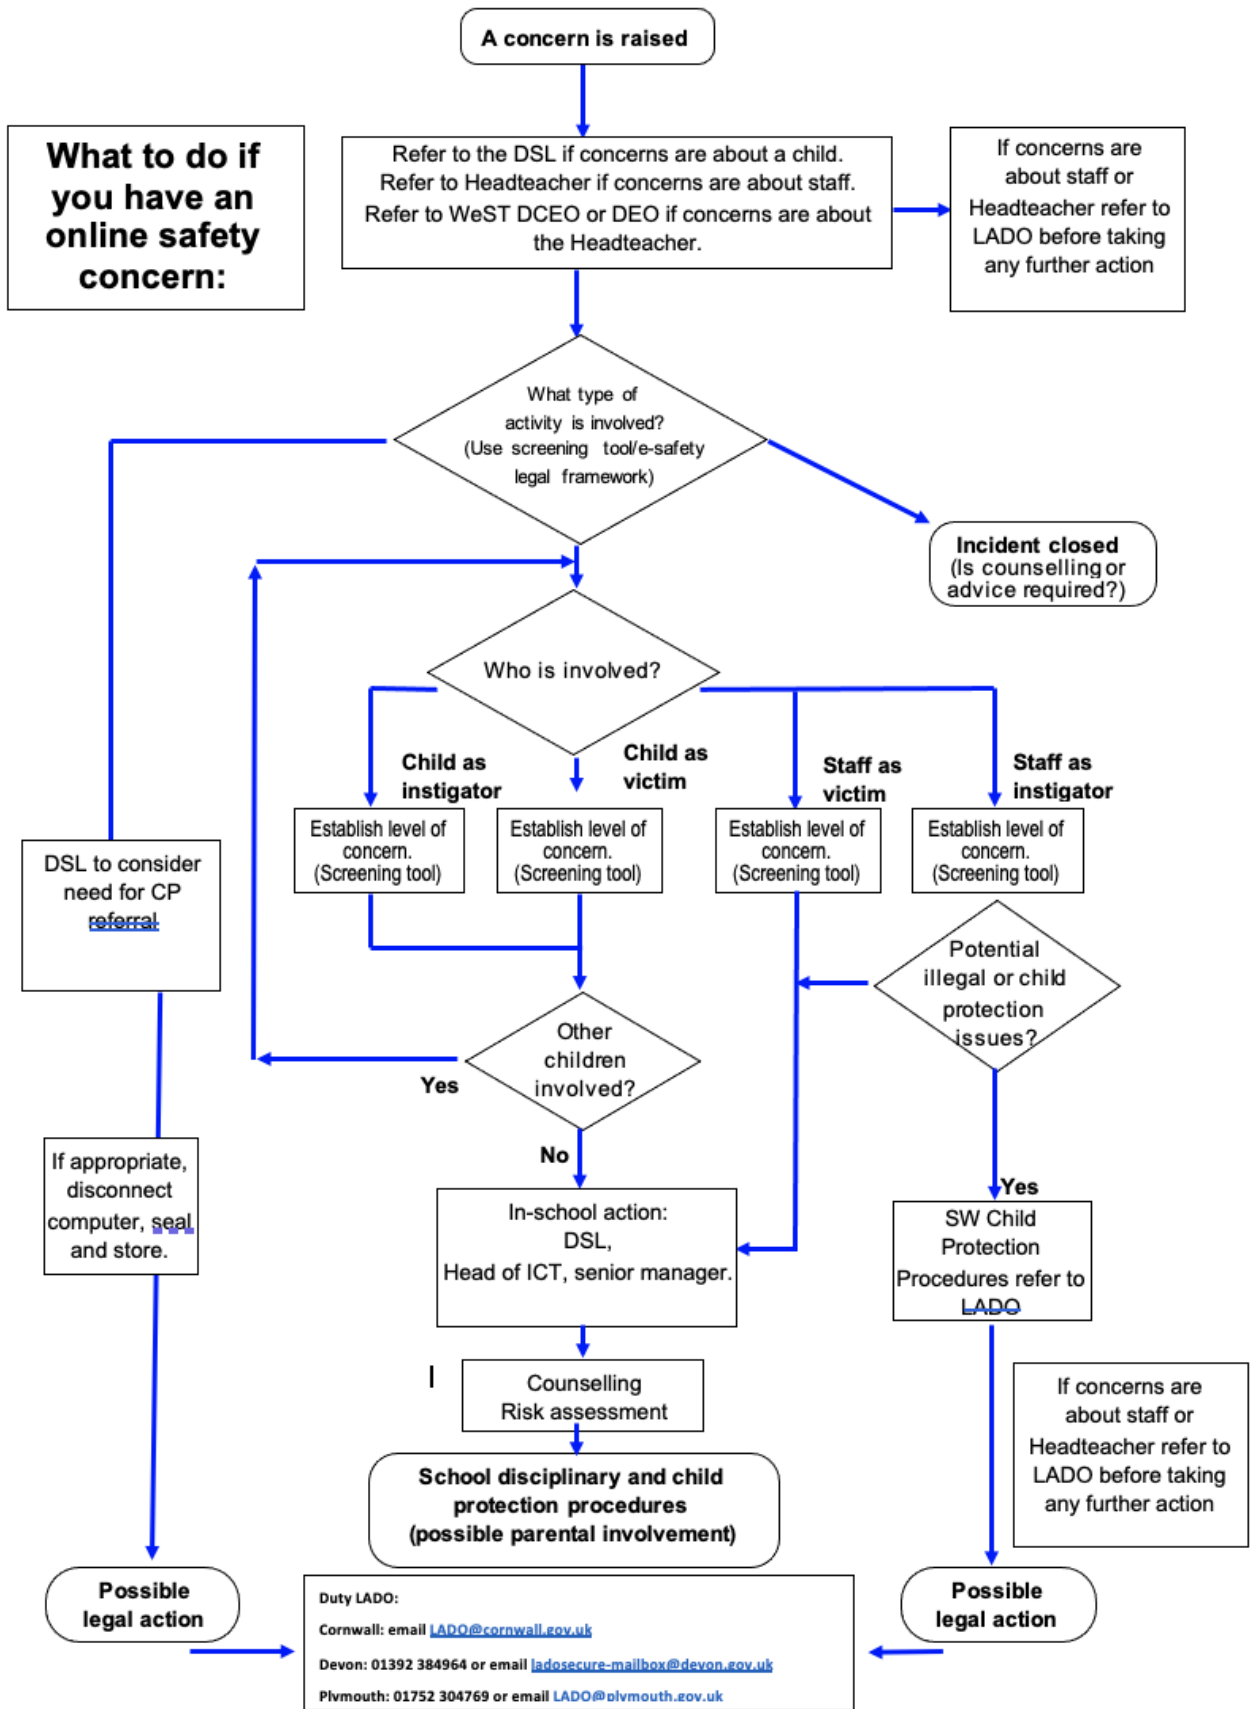 A concern is raised
What to do if
you have an
online safety
concern:
Refer to the DSL if concerns are about a child.
Refer to Headteacher if concerns are about staff.
Refer to WeST DCEO or DEO if concerns are about
the Headteacher.
If concerns are
about staff or
Headteacher refer to
LADO before taking
any further action
What type of
activity is involved?
(Use screening tool/e-safety
legal framework)
Incident closed
(Is counselling or
advice required?)
Who is involved?
Child as
instigator
Child as
victim
Staff as
victim
Staff as
instigator
Establish level of
concern.
(Screening tool)
Establish level of
concern.
(Screening tool)
Establish level of
concern.
(Screening tool)
Establish level of
concern.
(Screening tool)
DSL to consider
need for CP
referral
Potential
illegal or child
protection
issues?
Other
children
involved?
Yes
No
If appropriate,
disconnect
computer, seal
and store.
In-school action:
DSL,
Head of ICT, senior manager.
Yes
SW Child
Protection
Procedures refer to
LADO
Counselling
Risk assessment
If concerns are
about staff or
Headteacher refer to
LADO before taking
any further action
School disciplinary and child
protection procedures
(possible parental involvement)
Possible
legal action
Possible
legal action
Duty LADO:
Cornwall: email LADO@cornwall.gov.uk
Devon: 01392 384964 or email ladosecure-mailbox@devon.gov.uk
Plymouth: 01752 304769 or email LADO@plymouth.gov.uk